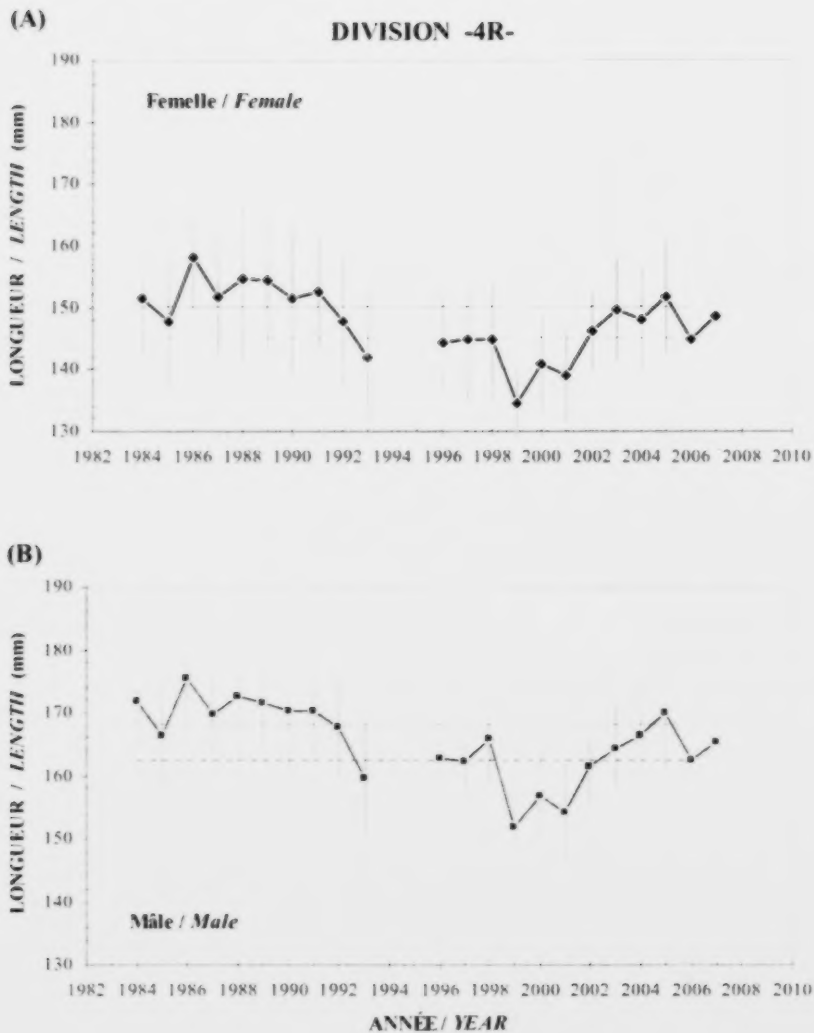 (A)
DIVISION -4R-
Femelle / Female
LONGUEUR / LENGTH (mm)
190
180
170
160
150
140
130
1982 1984 1986 1988 1990 1992 1994 1996 1998 2000 2002 2004 2006 2008 2010
(B)
LONGUEUR / LENGTH (mm)
190
180
170
160
150
140
130
Mâle / Male
1982 1984 1986 1988 1990 1992 1994 1996 1998 2000 2002 2004 2006 2008 2010
ANNÉE / YEAR